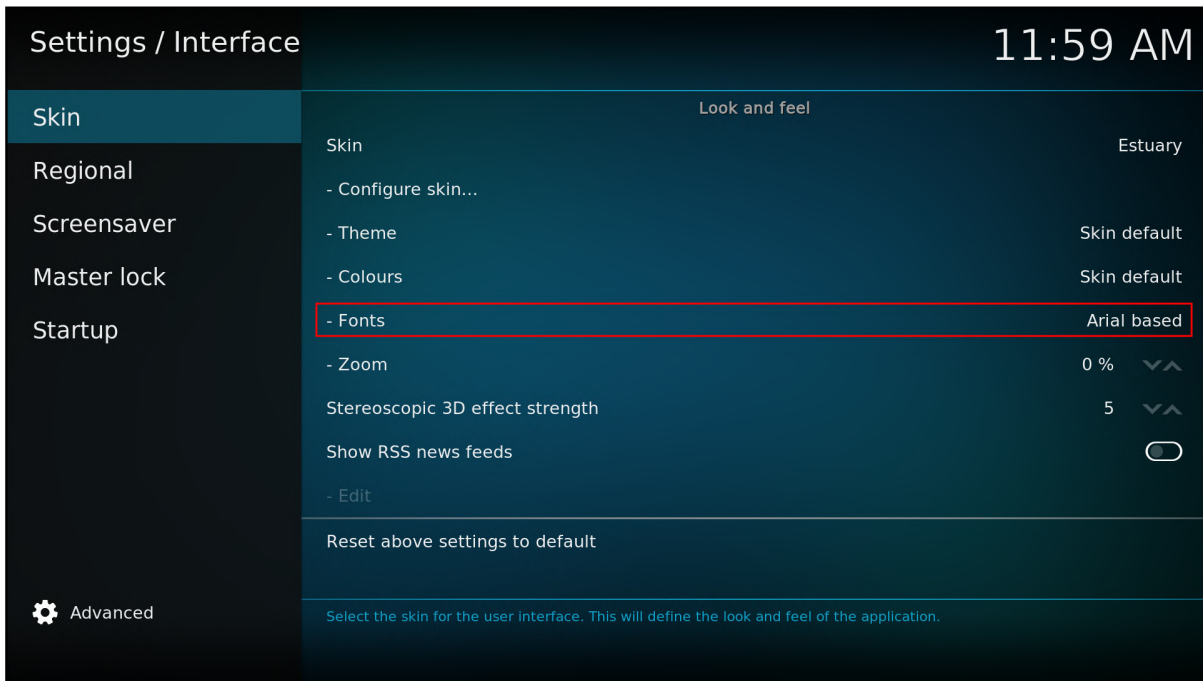 Settings / Interface
11:59 AM
Skin
Regional
Screensaver
Master lock
Startup
Advanced
Look and feel
Skin Estuary
- Configure skin...
- Theme Skin default
- Colours Skin default
- Fonts Arial based
- Zoom 0 %
Stereoscopic 3D effect strength 5
Show RSS news feeds
- Edit
Reset above settings to default
Select the skin for the user interface. This will define the look and feel of the application.